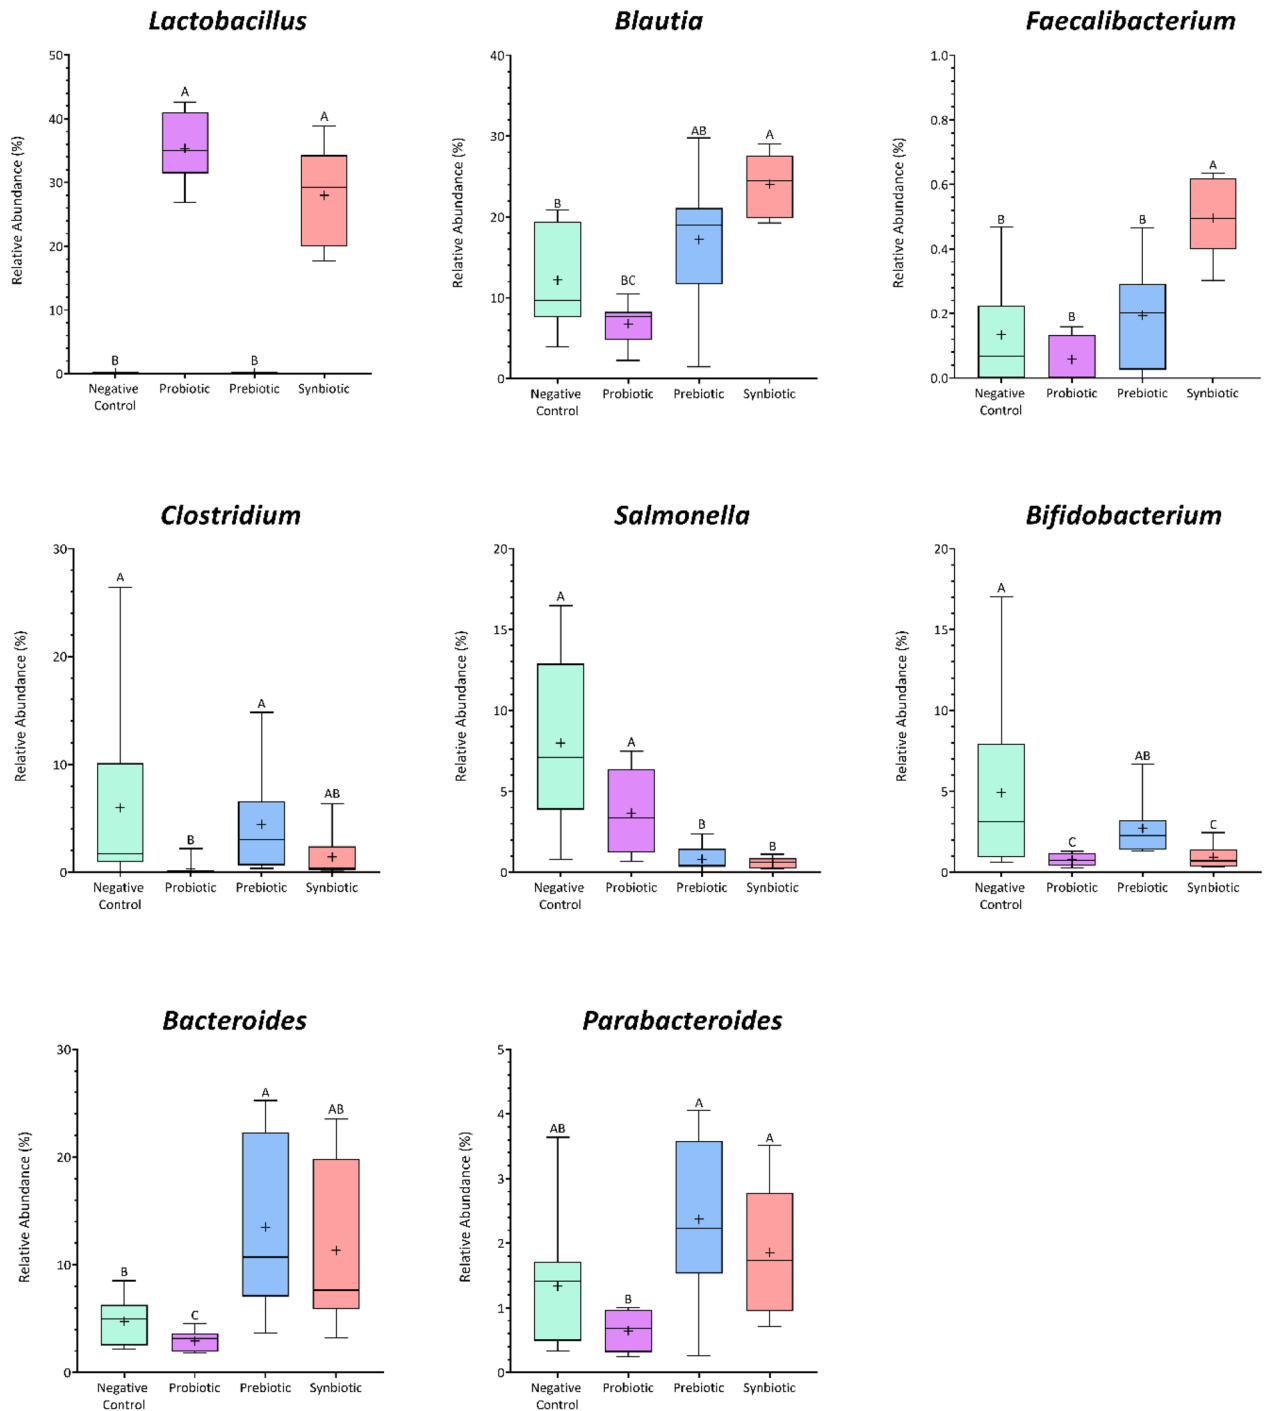 Lactobacillus
Relative Abundance (%)
50
40
30
20
10
0
B
A
B
A
Negative
Control
Probiotic
Prebiotic
Synbiotic
Blautia
Relative Abundance (%)
40
30
20
10
0
B
BC
AB
A
Negative
Control
Probiotic
Prebiotic
Synbiotic
Faecalibacterium
Relative Abundance (%)
1.0
0.8
0.6
0.4
0.2
0.0
B
B
B
A
Negative
Control
Probiotic
Prebiotic
Synbiotic
Clostridium
Relative Abundance (%)
30
20
10
0
A
B
A
AB
Negative
Control
Probiotic
Prebiotic
Synbiotic
Salmonella
Relative Abundance (%)
20
15
10
5
0
A
A
B
B
Negative
Control
Probiotic
Prebiotic
Synbiotic
Bifidobacterium
Relative Abundance (%)
20
15
10
5
0
A
C
AB
C
Negative
Control
Probiotic
Prebiotic
Synbiotic
Bacteroides
Relative Abundance (%)
30
20
10
0
B
C
A
AB
Negative
Control
Probiotic
Prebiotic
Synbiotic
Parabacteroides
Relative Abundance (%)
5
4
3
2
1
0
AB
B
A
A
Negative
Control
Probiotic
Prebiotic
Synbiotic